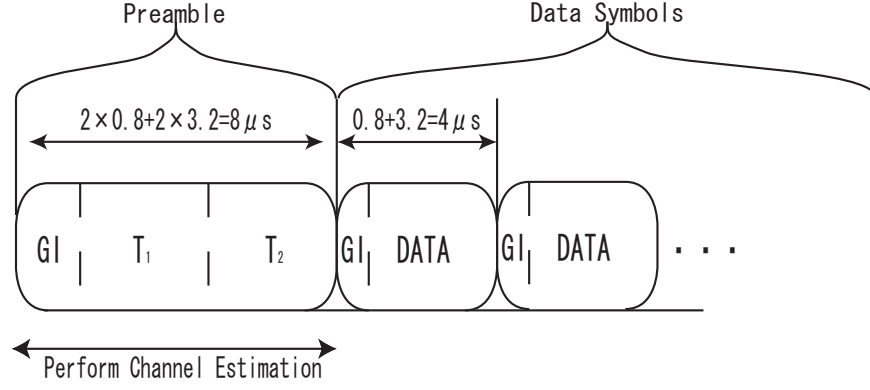 Preamble
Data Symbols
2×0.8+2×3.2=8μs
0.8+3.2=4μs
GI
T₁
T₂
GI
DATA
GI
DATA
...
Perform Channel Estimation